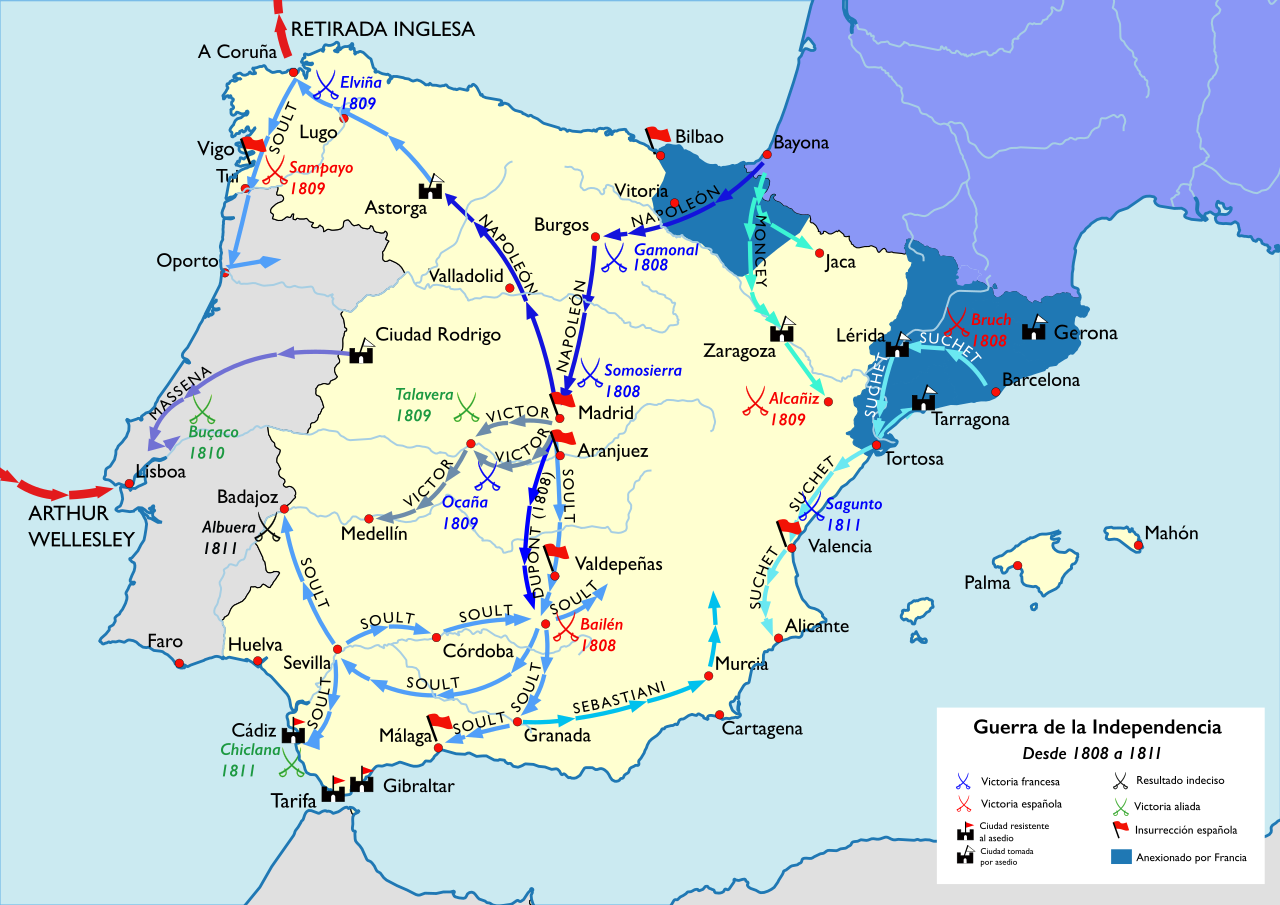 RETIRADA INGLESA
A Coruña
Elviña
1809
SOULT
Lugo
Vigo
Sampayo
1809
Tui
Bilbao
Bayona
Vitoria
NAPOLEÓN
Astorga
NAPOLEÓN
Burgos
Gamonal
1808
MONCEY
Jaca
Oporto
Valladolid
NAPOLEÓN
Ciudad Rodrigo
Zaragoza
Lérida
SUCHET
Bruch
1808
Gerona
MASSENA
Somosierra
1808
SUCHET
Barcelona
Talavera
1809
VICTOR
Madrid
Alcañiz
1809
Tarragona
Buçaco
1810
VICTOR
Aranjuez
Tortosa
Lisboa
VICTOR
Ocaña
1809
DUPONT (1808)
SOULT
SUCHET
Badajoz
Sagunto
1811
ARTHUR
WELLESLEY
Albuera
1811
Medellín
Valencia
Mahón
Valdepeñas
Palma
SOULT
SUCHET
SOULT
SOULT
SOULT
Bailén
1808
Alicante
Faro
Huelva
Sevilla
Córdoba
SOULT
SOULT
SOULT
SEBASTIANI
Murcia
Cádiz
Málaga
SOULT
Granada
Cartagena
Chiclana
1811
Gibraltar
Tarifa
Guerra de la Independencia
Desde 1808 a 1811
Victoria francesa
Resultado indeciso
Victoria española
Victoria aliada
Ciudad resistente
al asedio
Insurrección española
Ciudad tomada
por asedio
Anexionado por Francia